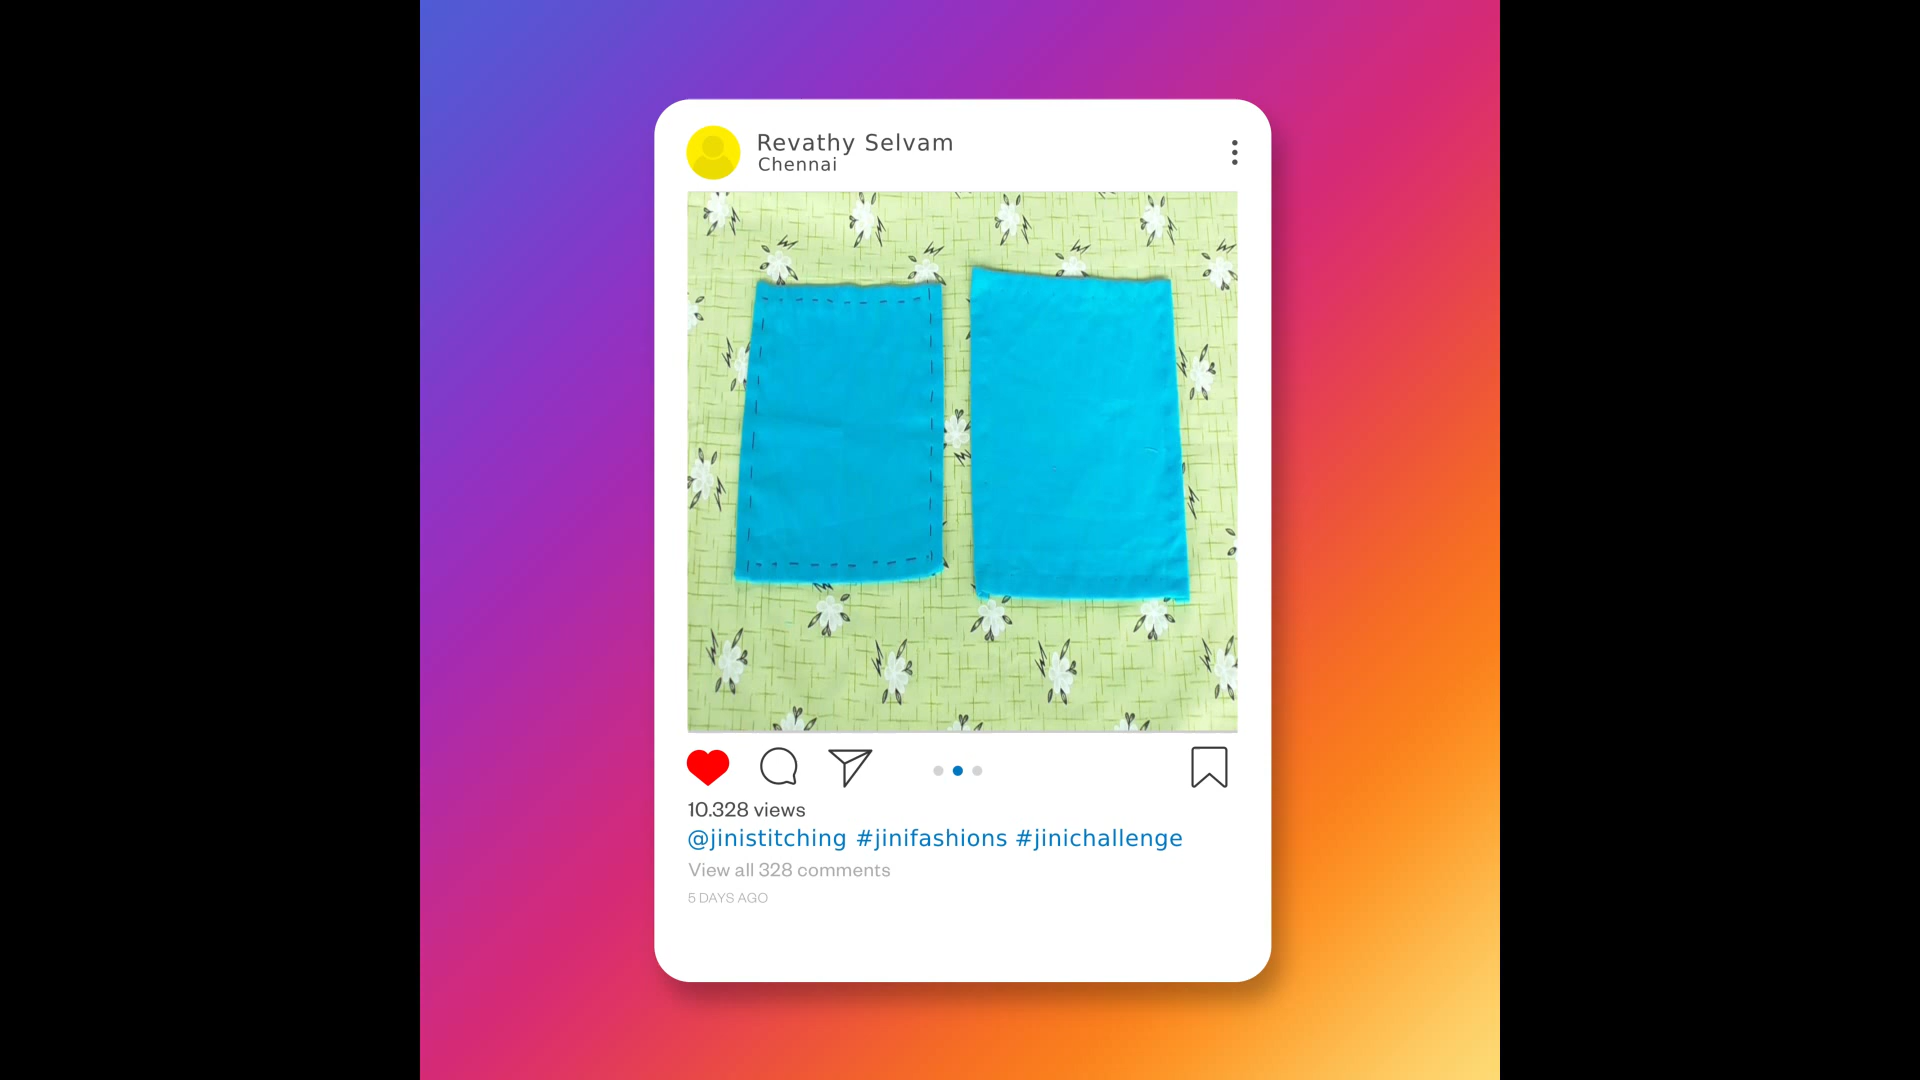 Revathy Selvam
Chennai
10.328 views
@jinistitching #jinifashions #jinichallenge
View all 328 comments
5 DAYS AGO